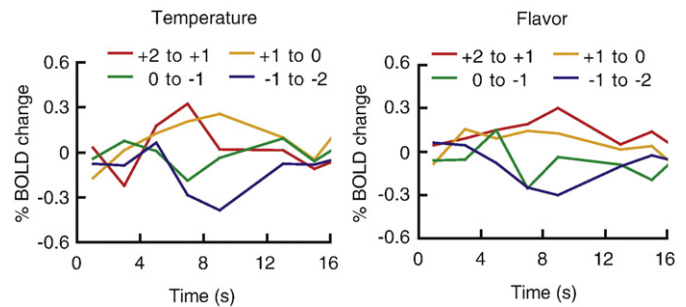 Temperature
+2 to +1 +1 to 0
0 to -1 -1 to -2
% BOLD change
0.6
0.3
0
-0.3
-0.6
0 4 8 12 16
Time (s)
Flavor
+2 to +1 +1 to 0
0 to -1 -1 to -2
% BOLD change
0.6
0.3
0
-0.3
-0.6
0 4 8 12 16
Time (s)